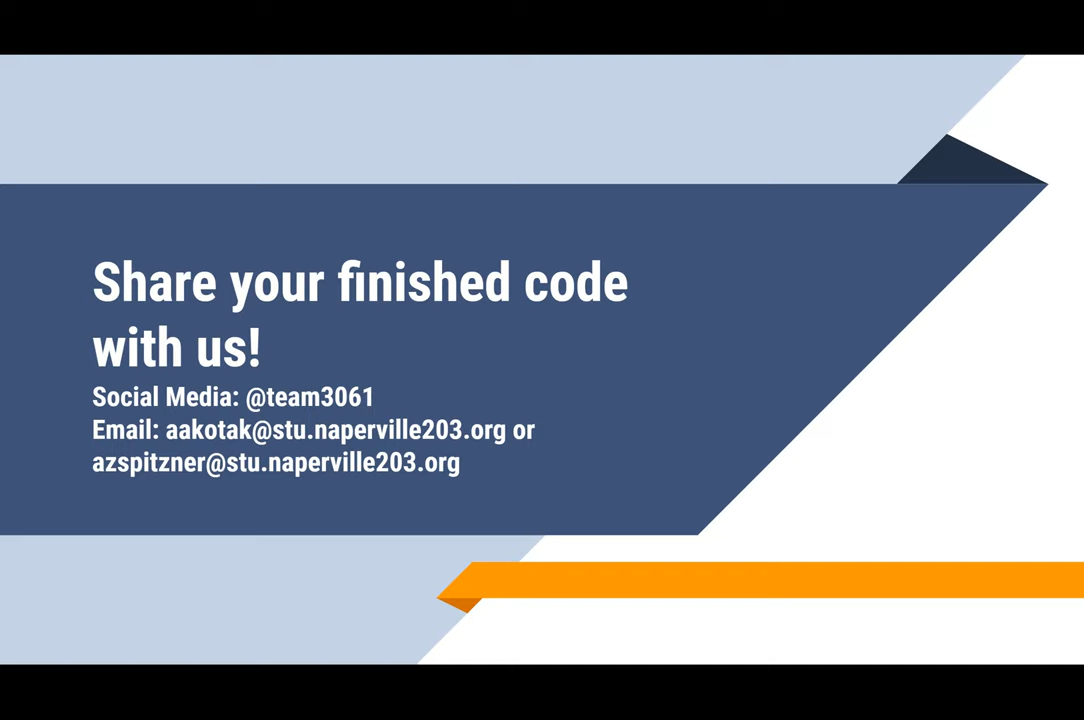 Share your finished code
with us!
Social Media: @team3061
Email: aakotak@stu.naperville203.org or
azspitzner@stu.naperville203.org